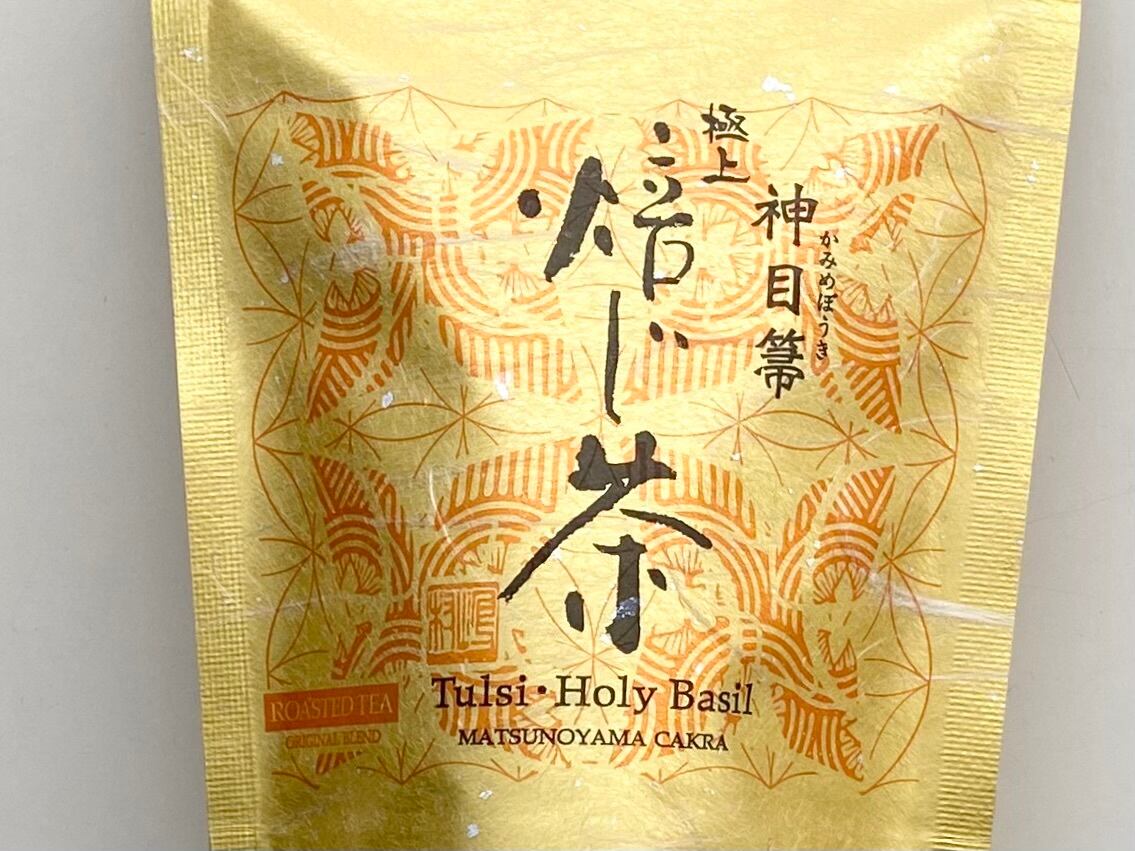 極上
神目箒
かみめぼうき
焙じ茶
Tulsi・Holy Basil
MATSUNOYAMA CAKRA
ROASTED TEA
ORIGINAL BLEND